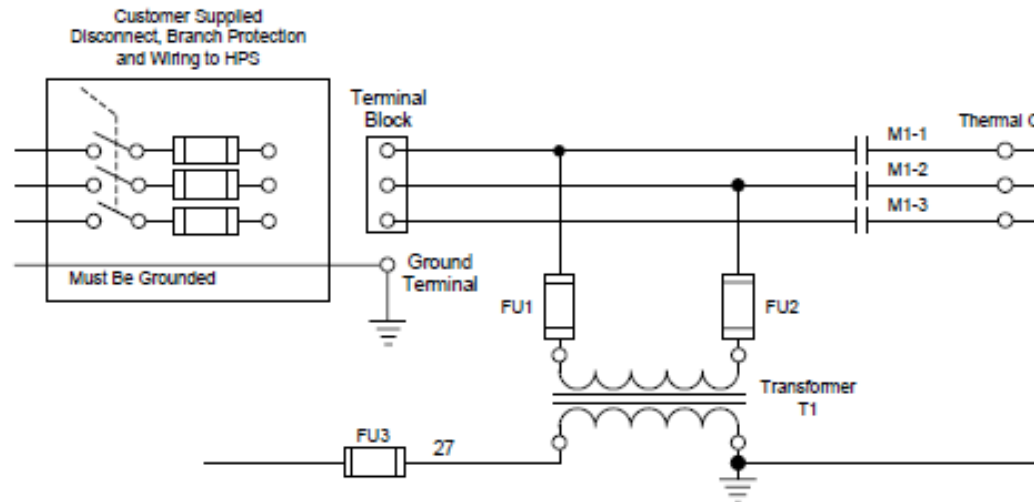 Customer Supplied
Disconnect, Branch Protection
and Wiring to HPS
Terminal
Block
M1-1
Thermal
M1-2
M1-3
Must Be Grounded
Ground
Terminal
FU1
FU2
Transformer
T1
FU3
27